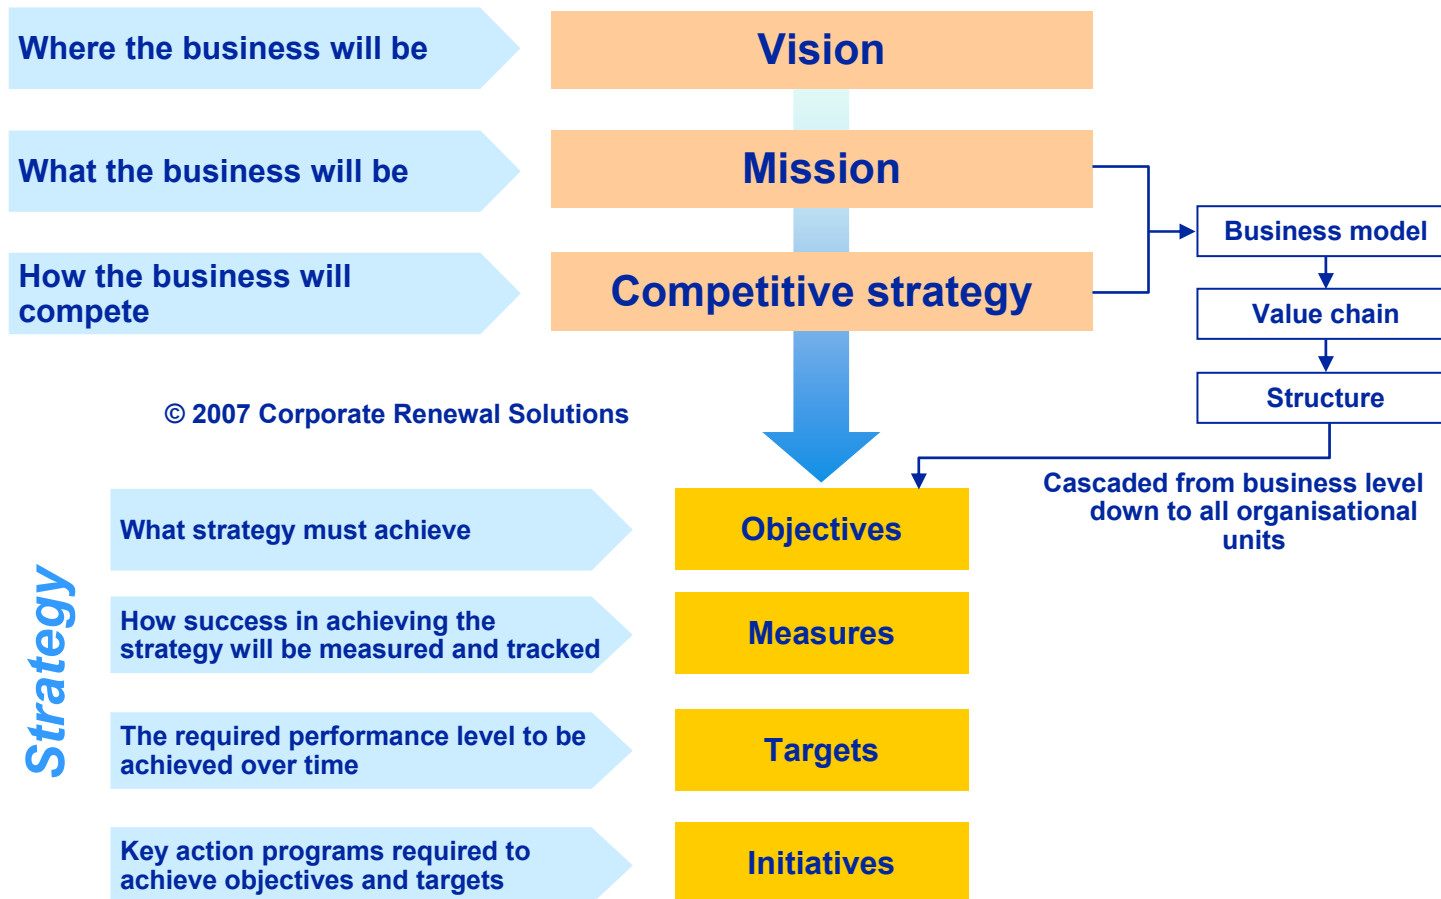 Where the business will be
Vision
What the business will be
Mission
How the business will
compete
Competitive strategy
Business model
Value chain
Structure
© 2007 Corporate Renewal Solutions
Cascaded from business level
down to all organisational
units
Strategy
What strategy must achieve
Objectives
How success in achieving the
strategy will be measured and tracked
Measures
The required performance level to be
achieved over time
Targets
Key action programs required to
achieve objectives and targets
Initiatives